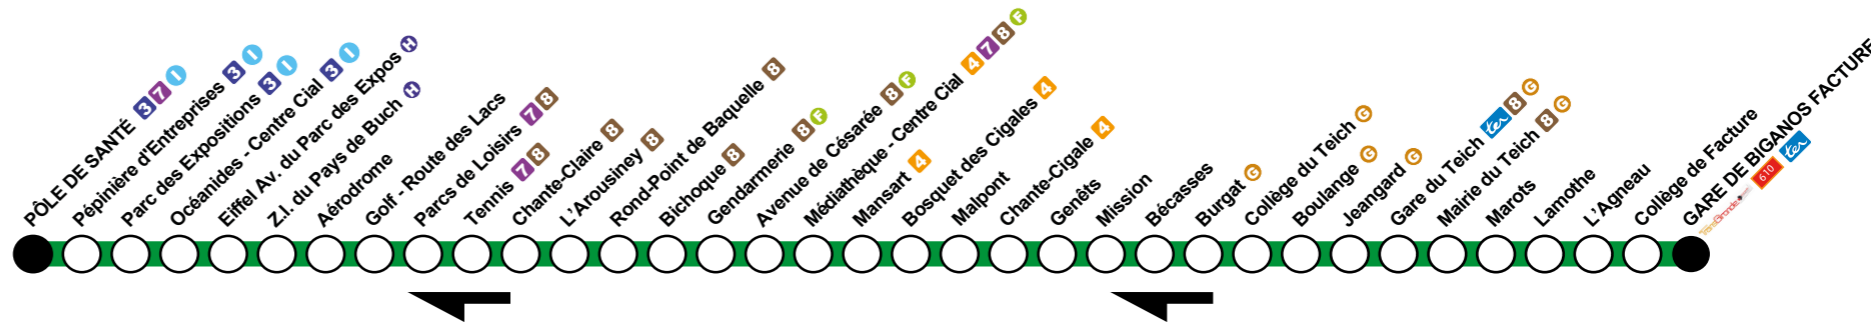 PÔLE DE SANTÉ 3 7 I
Pépinière d'Entreprises 3 I
Parc des Expositions 3 I
Océanides - Centre Cial 3 I
Eiffel Av. du Parc des Expos H
Z.I. du Pays de Buch H
Aérodrome
Golf - Route des Lacs
Parcs de Loisirs 7 8
Tennis 7 8
Chante-Claire 8
L'Arousiney 8
Rond-Point de Baquelle 8
Bichoque 8
Gendarmerie 8 F
Avenue de Césarée 8 F
Médiathèque - Centre Cial 4 7 8 F
Mansart 4
Bosquet des Cigales 4
Malpont
Chante-Cigale 4
Genêts
Mission
Bécasses
Burgat G
Collège du Teich G
Boulange G
Jeangard G
Gare du Teich ter 8 G
Mairie du Teich 8 G
Marots
Lamothe
L'Agneau
Collège de Facture
GARE DE BIGANOS FACTURE
TransGironde 610 ter